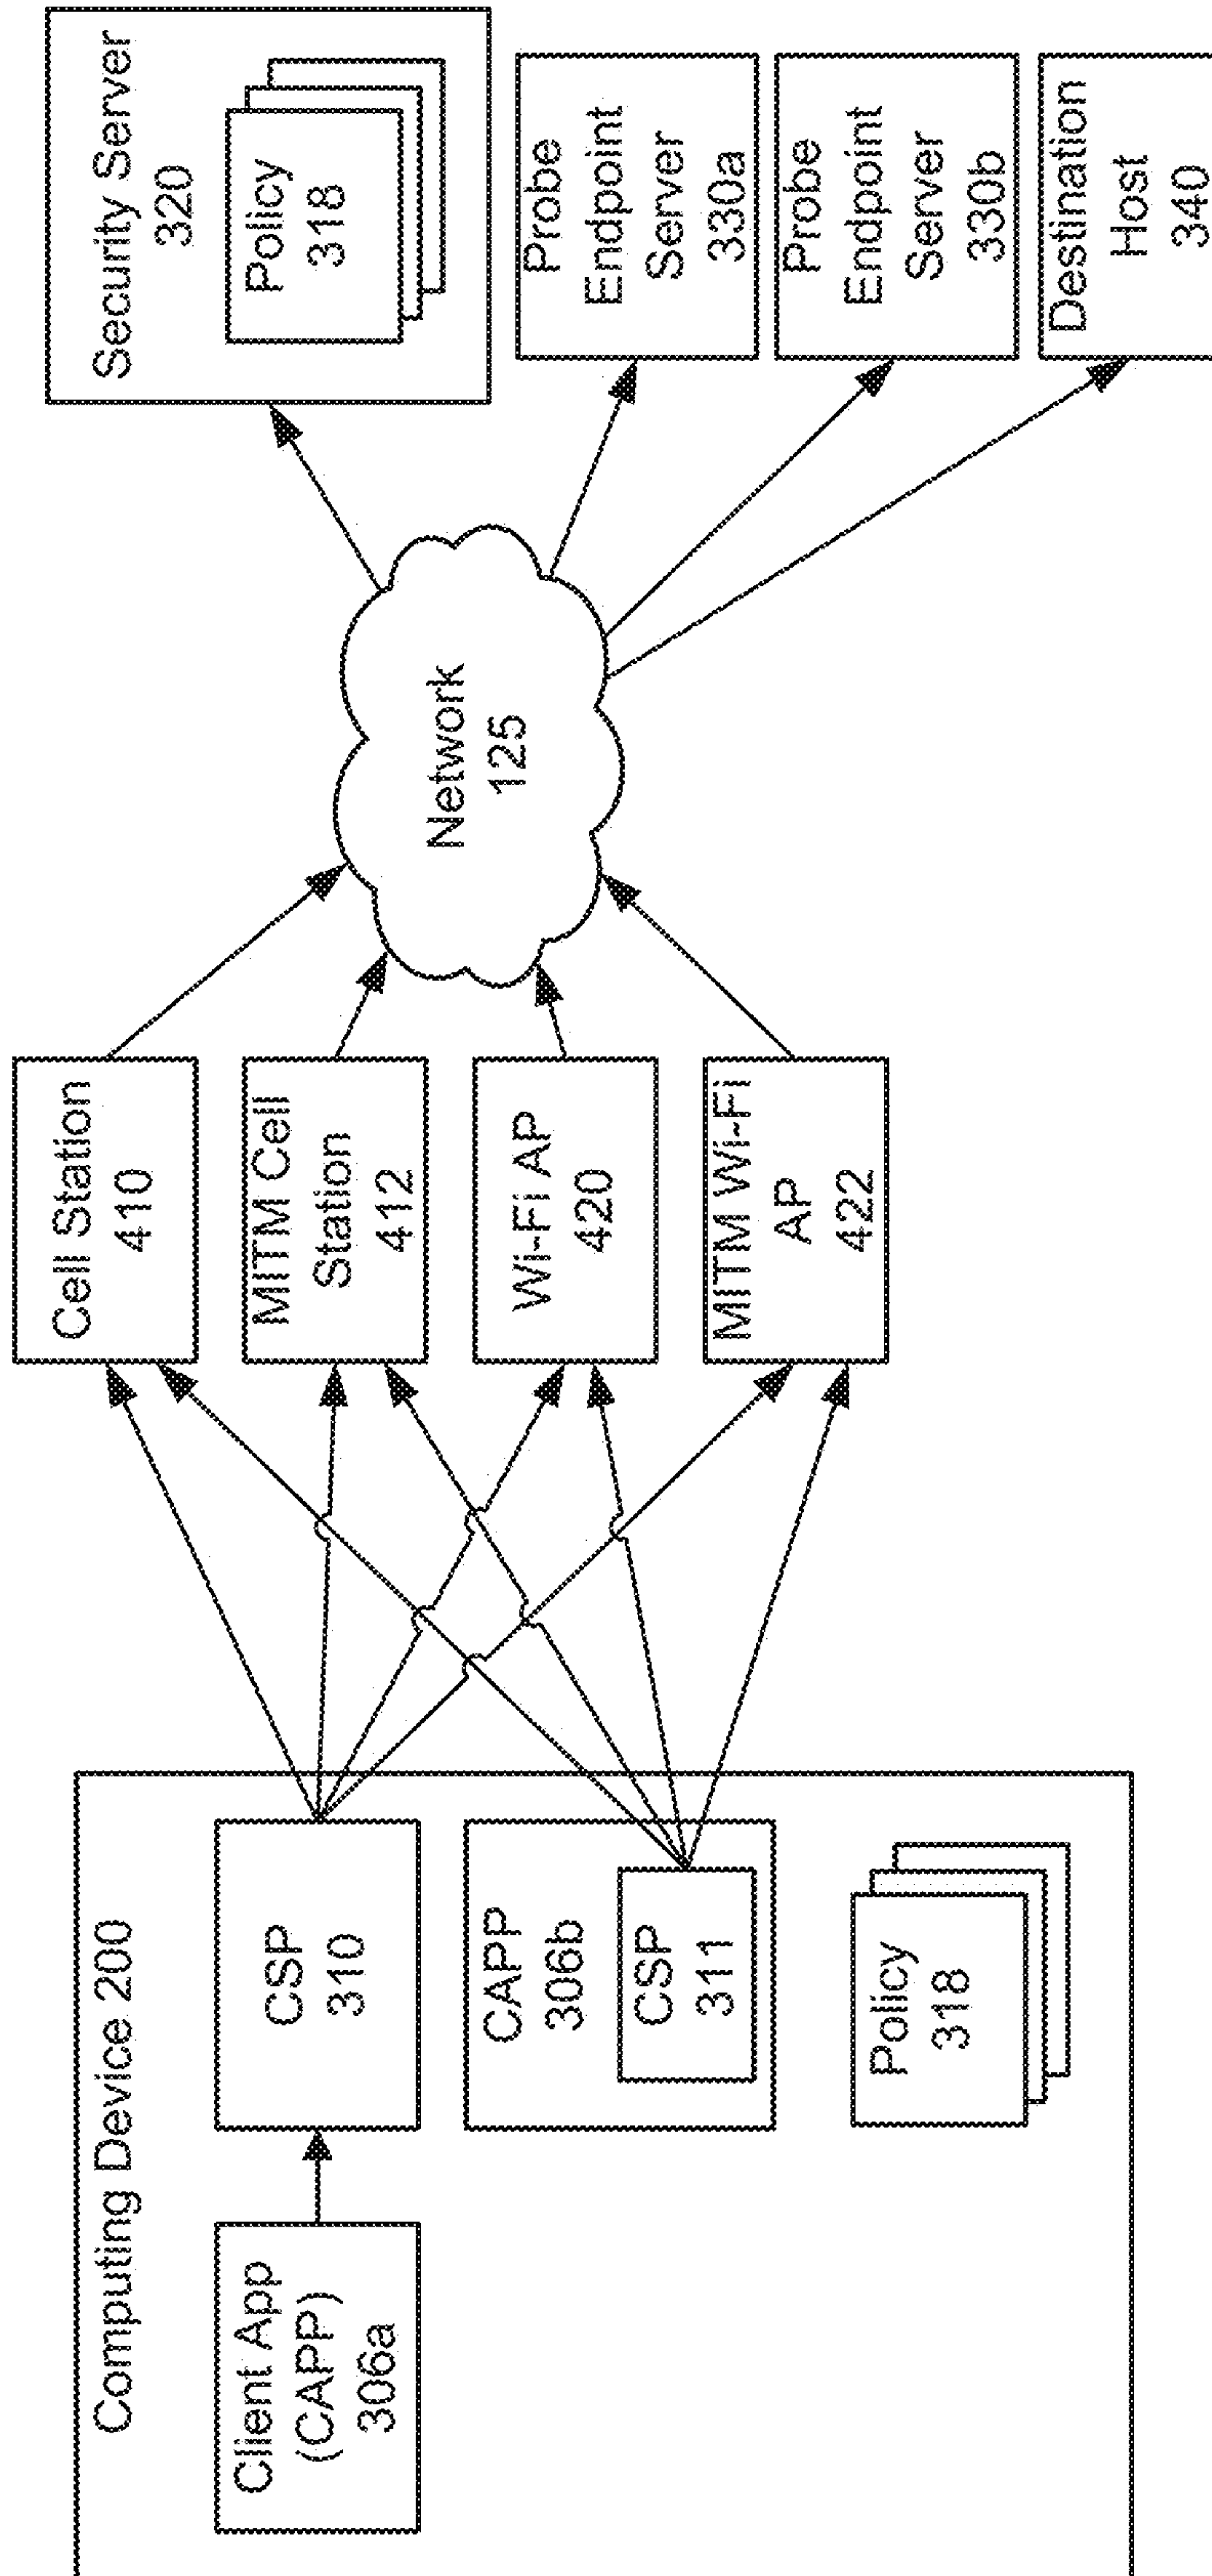 Computing Device 200
Client App
(CAPP)
306a
CSP
310
CAPP
306b
CSP
311
Policy
318
Cell Station
410
MITM Cell
Station
412
Wi-Fi AP
420
MITM Wi-Fi
AP
422
Network
125
Security Server
320
Policy
318
Probe
Endpoint
Server
330a
Probe
Endpoint
Server
330b
Destination
Host
340